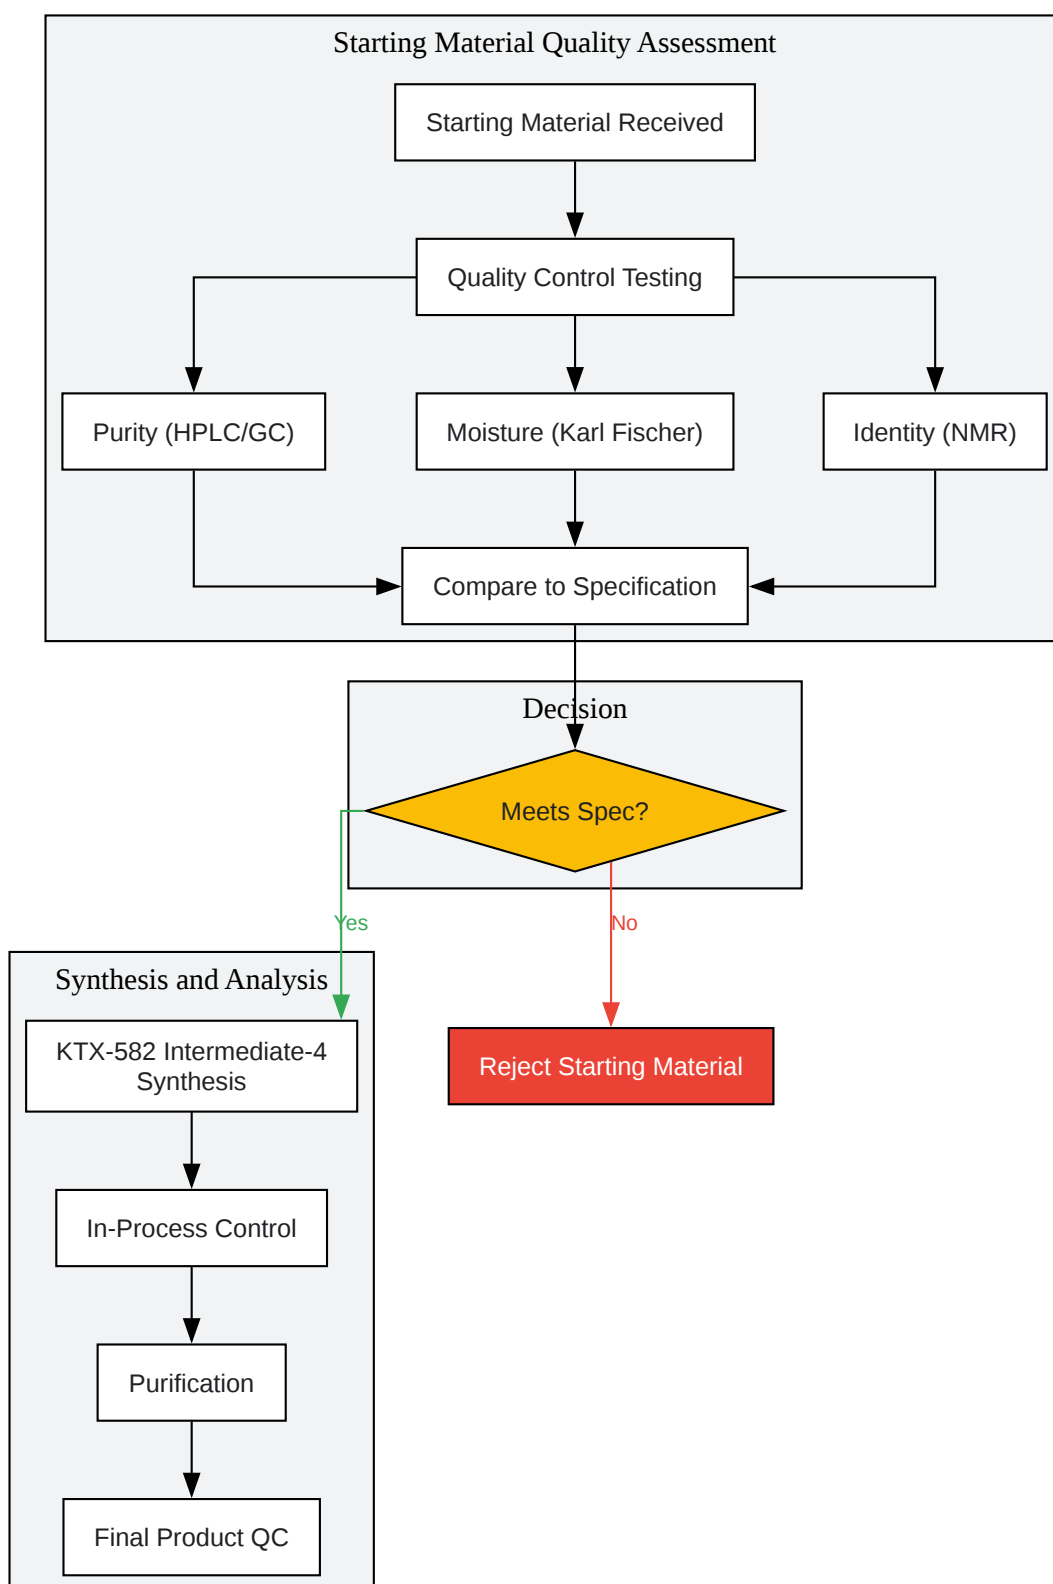 Starting Material Quality Assessment
Starting Material Received
Quality Control Testing
Purity (HPLC/GC)
Moisture (Karl Fischer)
Identity (NMR)
Compare to Specification
Decision
Meets Spec?
Yes
No
Synthesis and Analysis
KTX-582 Intermediate-4
Synthesis
Reject Starting Material
In-Process Control
Purification
Final Product QC